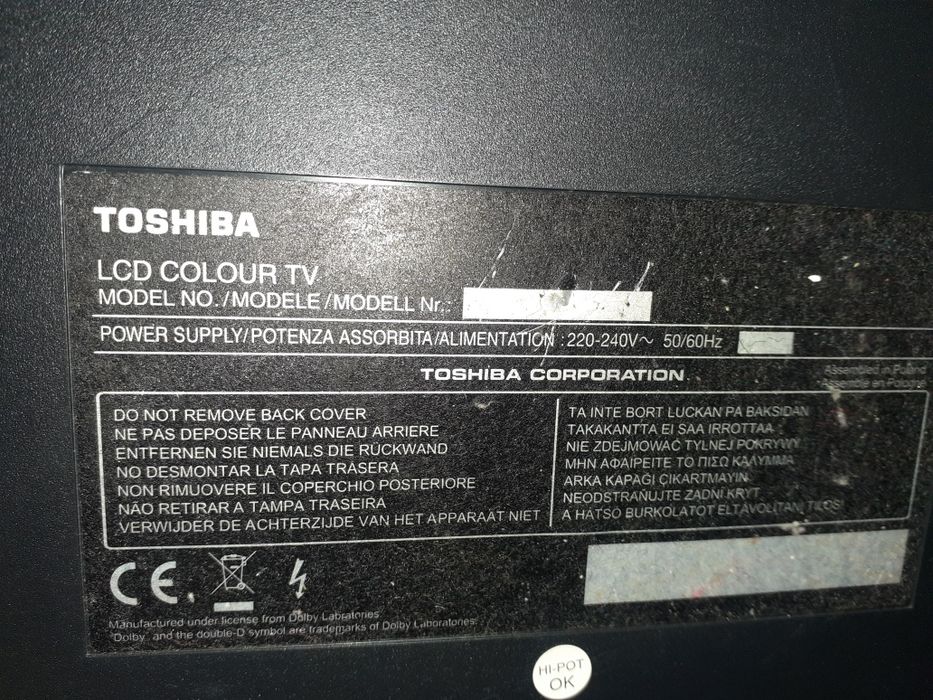 TOSHIBA
LCD COLOUR TV
MODEL NO./MODELE/MODELL Nr.:
POWER SUPPLY/POTENZA ASSORBITA/ALIMENTATION :220-240V~ 50/60Hz
TOSHIBA CORPORATION
Assembled in Poland
Assemble en Pologne
DO NOT REMOVE BACK COVER
NE PAS DEPOSER LE PANNEAU ARRIERE
ENTFERNEN SIE NIEMALS DIE RÜCKWAND
NO DESMONTAR LA TAPA TRASERA
NON RIMUOVERE IL COPERCHIO POSTERIORE
NÃO RETIRAR A TAMPA TRASEIRA
VERWIJDER DE ACHTERZIJDE VAN HET APPARAAT NIET
TA INTE BORT LUCKAN PA BAKSIDAN
TAKAKANTTA EI SAA IRROTTAA
NIE ZDEJMOWAĆ TYLNEJ POKRYWY
ΜΗΝ ΑΦΑΙΡΕΙΤΕ ΤΟ ΠΙΣΩ ΚΑΛΥΜΜΑ
ARKA KAPAGI ÇIKARTMAYIN
NEODSTRAŇUJTE ZADNÍ KRYT
A HÁTSÓ BURKOLATOT ELTÁVOLÍTANI TILOS
CE
Manufactured under license from Dolby Labratories
"Dolby" and the double-D symbol are trademarks of Dolby Laboratories.
HI-POT
OK